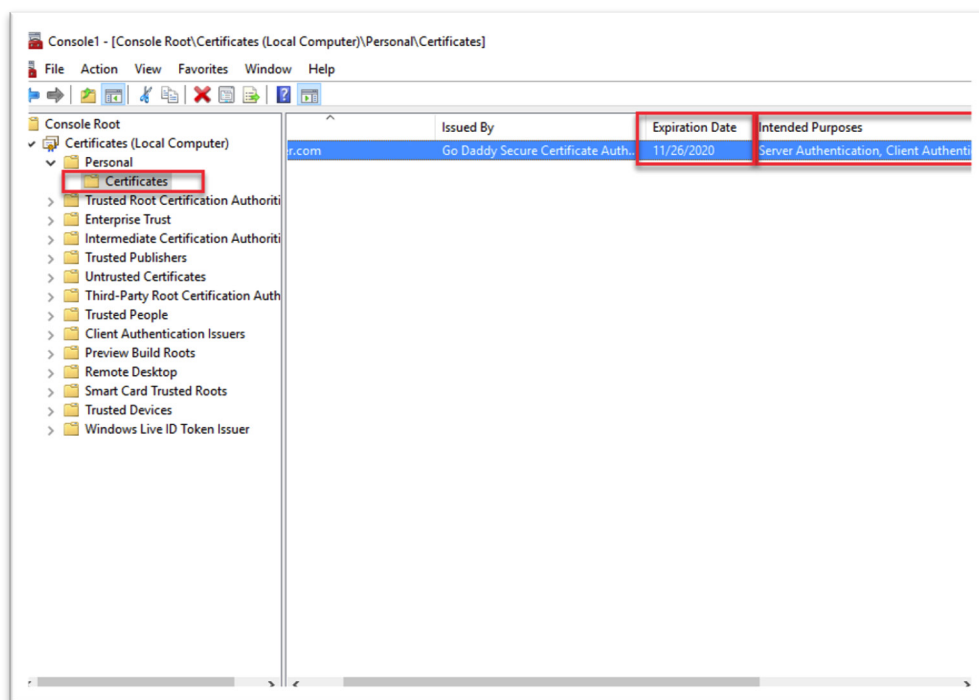 Console1 - [Console Root\Certificates (Local Computer)\Personal\Certificates]
File Action View Favorites Window Help
Console Root
Certificates (Local Computer)
Personal
Certificates
Trusted Root Certification Authoriti
Enterprise Trust
Intermediate Certification Authoriti
Trusted Publishers
Untrusted Certificates
Third-Party Root Certification Auth
Trusted People
Client Authentication Issuers
Preview Build Roots
Remote Desktop
Smart Card Trusted Roots
Trusted Devices
Windows Live ID Token Issuer
Issued By Expiration Date Intended Purposes
r.com Go Daddy Secure Certificate Auth... 11/26/2020 Server Authentication, Client Authenti